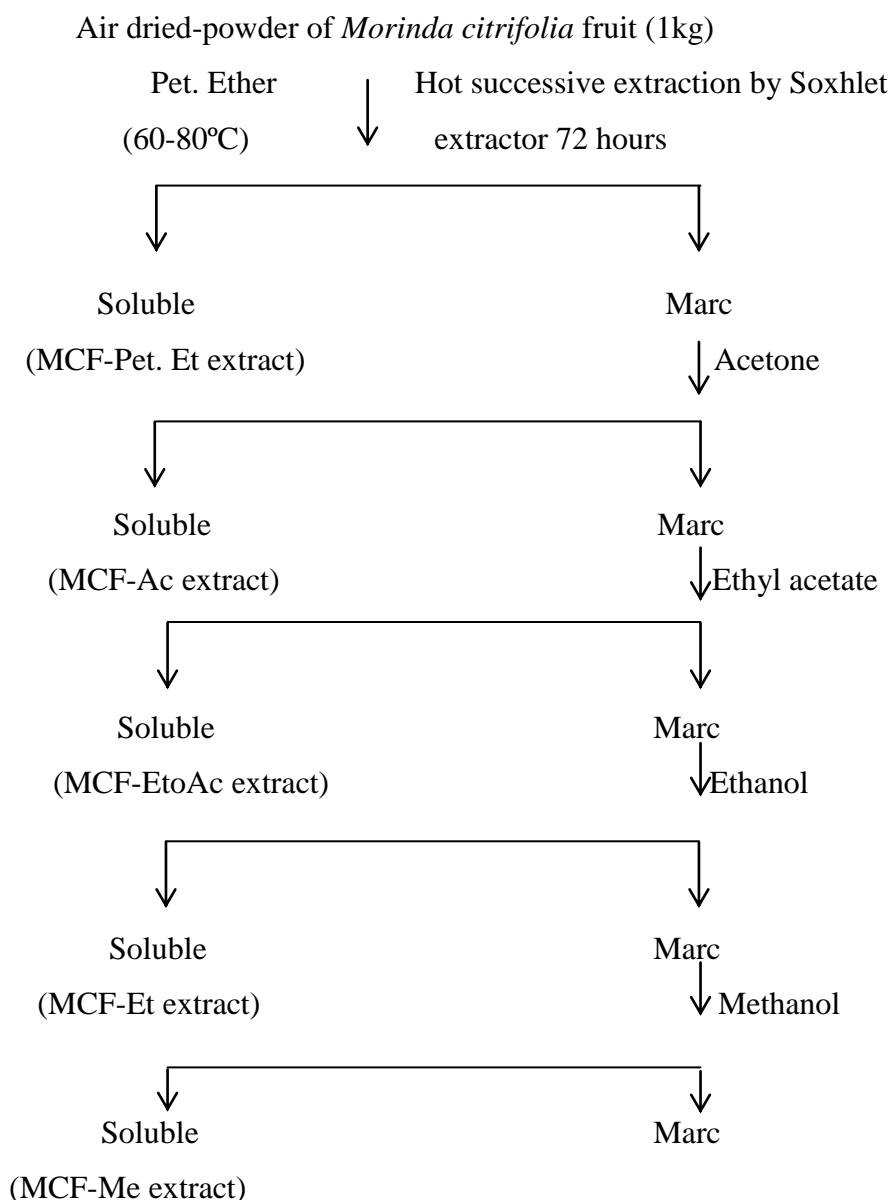 Air dried-powder of Morinda citrifolia fruit (1kg)
Pet. Ether Hot successive extraction by Soxhlet
(60-80ºC) extractor 72 hours
Soluble Marc
(MCF-Pet. Et extract) Acetone
Soluble Marc
(MCF-Ac extract) Ethyl acetate
Soluble Marc
(MCF-EtoAc extract) Ethanol
Soluble Marc
(MCF-Et extract) Methanol
Soluble Marc
(MCF-Me extract)